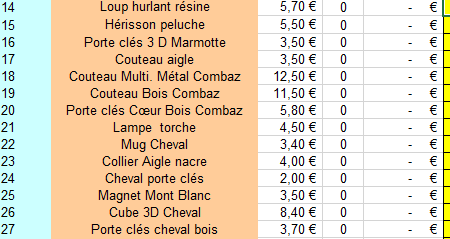 14 Loup hurlant résine 5,70 € 0 - €
15 Hérisson peluche 5,50 € 0 - €
16 Porte clés 3 D Marmotte 3,50 € 0 - €
17 Couteau aigle 3,50 € 0 - €
18 Couteau Multi. Métal Combaz 12,50 € 0 - €
19 Couteau Bois Combaz 11,50 € 0 - €
20 Porte clés Cœur Bois Combaz 5,80 € 0 - €
21 Lampe torche 4,50 € 0 - €
22 Mug Cheval 3,40 € 0 - €
23 Collier Aigle nacre 4,00 € 0 - €
24 Cheval porte clés 2,00 € 0 - €
25 Magnet Mont Blanc 3,50 € 0 - €
26 Cube 3D Cheval 8,40 € 0 - €
27 Porte clés cheval bois 3,70 € 0 - €